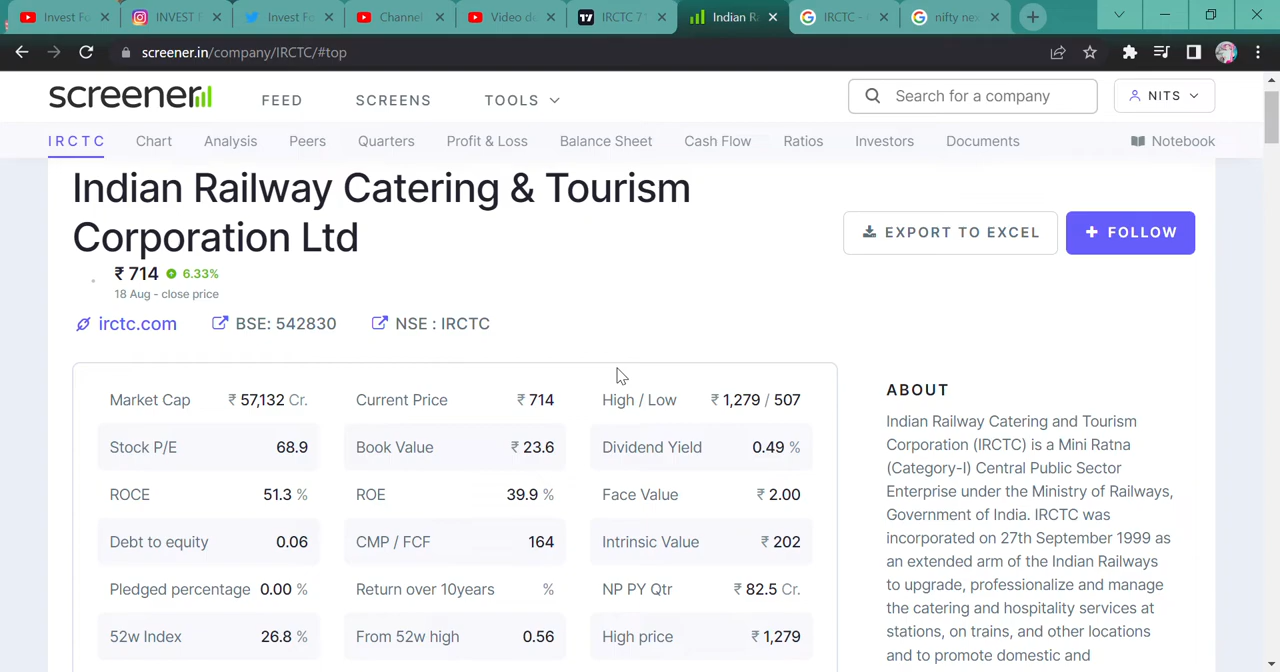 Invest Fo
INVEST F
Invest Fo
Channel
Video de
IRCTC 7
Indian R
IRCTC -
nifty nex
screener.in/company/IRCTC/#top
screener
FEED
SCREENS
TOOLS
Search for a company
NITS
IRCTC
Chart
Analysis
Peers
Quarters
Profit & Loss
Balance Sheet
Cash Flow
Ratios
Investors
Documents
Notebook
Indian Railway Catering & Tourism
Corporation Ltd
EXPORT TO EXCEL
+ FOLLOW
₹ 714 6.33%
18 Aug - close price
irctc.com
BSE: 542830
NSE : IRCTC
Market Cap ₹ 57,132 Cr.
Current Price ₹ 714
High / Low ₹ 1,279 / 507
Stock P/E 68.9
Book Value ₹ 23.6
Dividend Yield 0.49 %
ROCE 51.3 %
ROE 39.9 %
Face Value ₹ 2.00
Debt to equity 0.06
CMP / FCF 164
Intrinsic Value ₹ 202
Pledged percentage 0.00 %
Return over 10years %
NP PY Qtr ₹ 82.5 Cr.
52w Index 26.8 %
From 52w high 0.56
High price ₹ 1,279
ABOUT
Indian Railway Catering and Tourism
Corporation (IRCTC) is a Mini Ratna
(Category-I) Central Public Sector
Enterprise under the Ministry of Railways,
Government of India. IRCTC was
incorporated on 27th September 1999 as
an extended arm of the Indian Railways
to upgrade, professionalize and manage
the catering and hospitality services at
stations, on trains, and other locations
and to promote domestic and